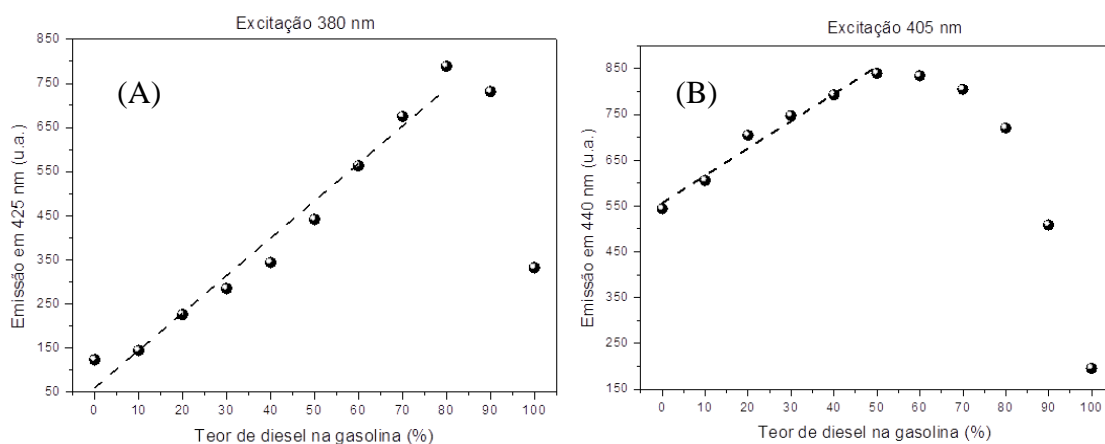 Excitação 380 nm
(A)
Emissão em 425 nm (u.a.)
850
750
650
550
450
350
250
150
50
0 10 20 30 40 50 60 70 80 90 100
Teor de diesel na gasolina (%)
Excitação 405 nm
(B)
Emissão em 440 nm (u.a.)
850
750
650
550
450
350
250
150
0 10 20 30 40 50 60 70 80 90 100
Teor de diesel na gasolina (%)